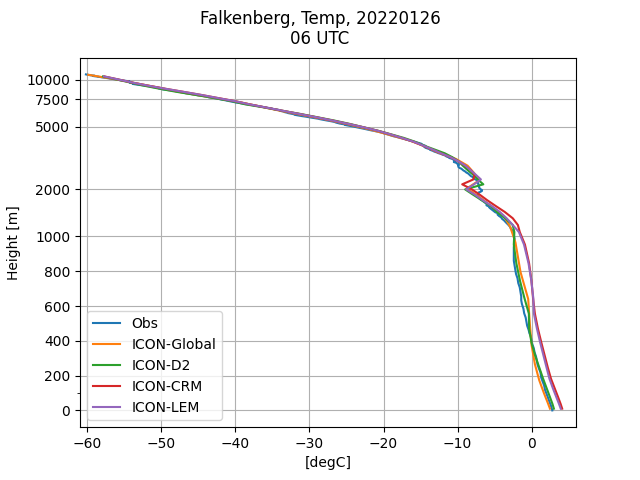 Falkenberg, Temp, 20220126
06 UTC
10000
7500
5000
2000
1000
800
600
400
200
0
Height [m]
Obs
ICON-Global
ICON-D2
ICON-CRM
ICON-LEM
−60 −50 −40 −30 −20 −10 0
[degC]